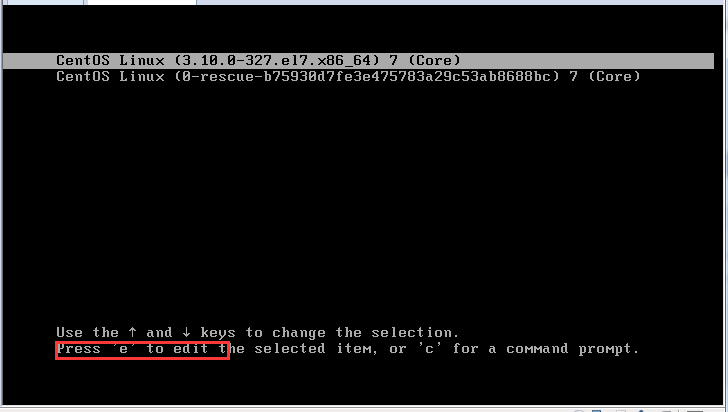 CentOS Linux (3.10.0-327.el7.x86_64) 7 (Core)
CentOS Linux (0-rescue-b75930d7fe3e475783a29c53ab8688bc) 7 (Core)
Use the ↑ and ↓ keys to change the selection.
Press 'e' to edit the selected item, or 'c' for a command prompt.